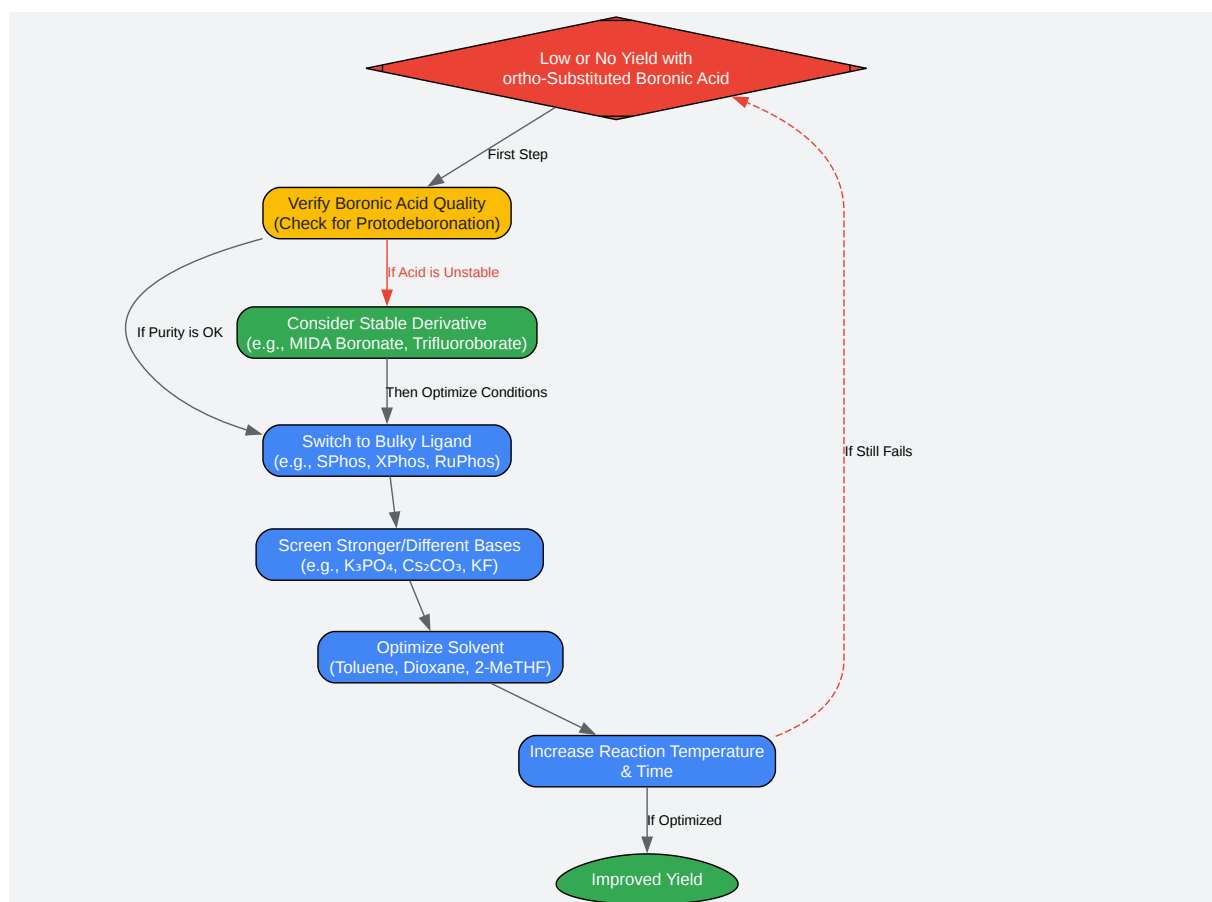 Low or No Yield with
ortho-Substituted Boronic Acid
First Step
Verify Boronic Acid Quality
(Check for Protodeboronation)
If Acid is Unstable
Consider Stable Derivative
(e.g., MIDA Boronate, Trifluoroborate)
If Purity is OK
Then Optimize Conditions
Switch to Bulky Ligand
(e.g., SPhos, XPhos, RuPhos)
If Still Fails
Screen Stronger/Different Bases
(e.g., K₃PO₄, Cs₂CO₃, KF)
Optimize Solvent
(Toluene, Dioxane, 2-MeTHF)
Increase Reaction Temperature
& Time
If Optimized
Improved Yield